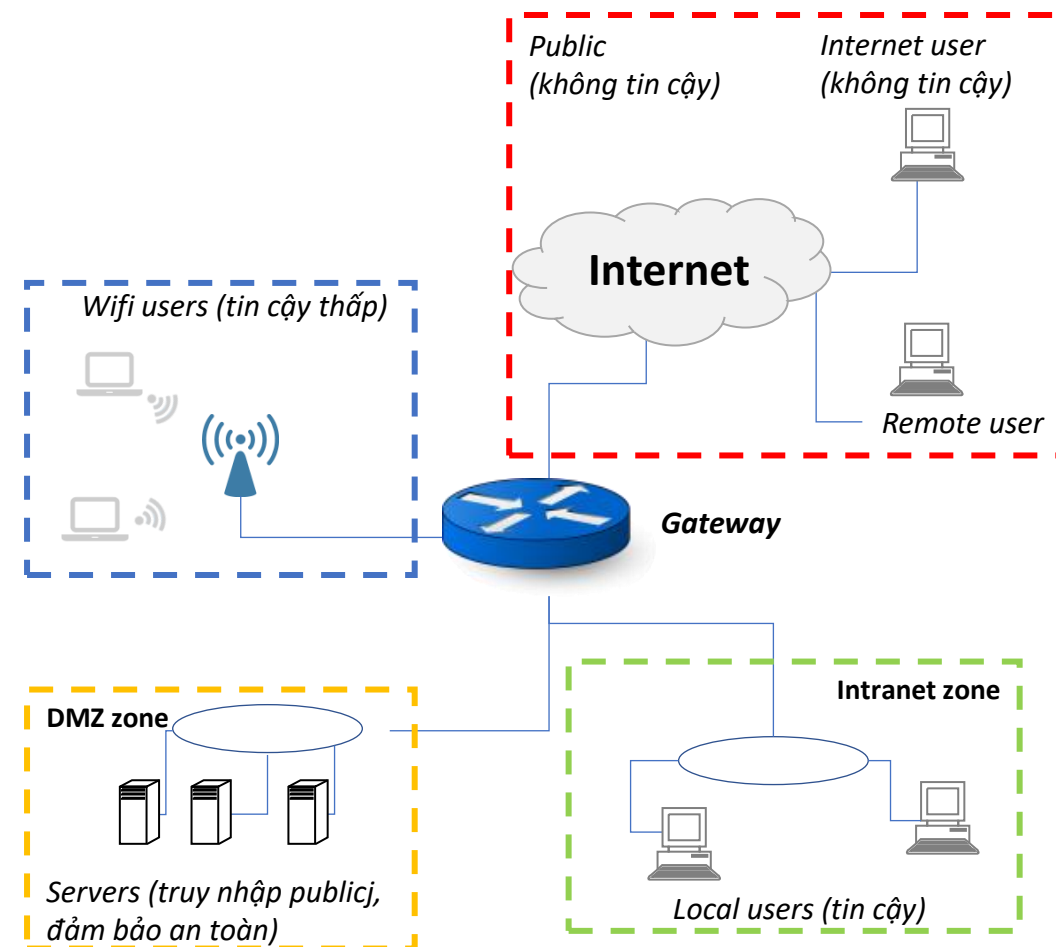 Public
(không tin cậy)
Internet user
(không tin cậy)
Internet
Wifi users (tin cậy thấp)
Remote user
Gateway
DMZ zone
Intranet zone
Servers (truy nhập publicj,
đảm bảo an toàn)
Local users (tin cậy)